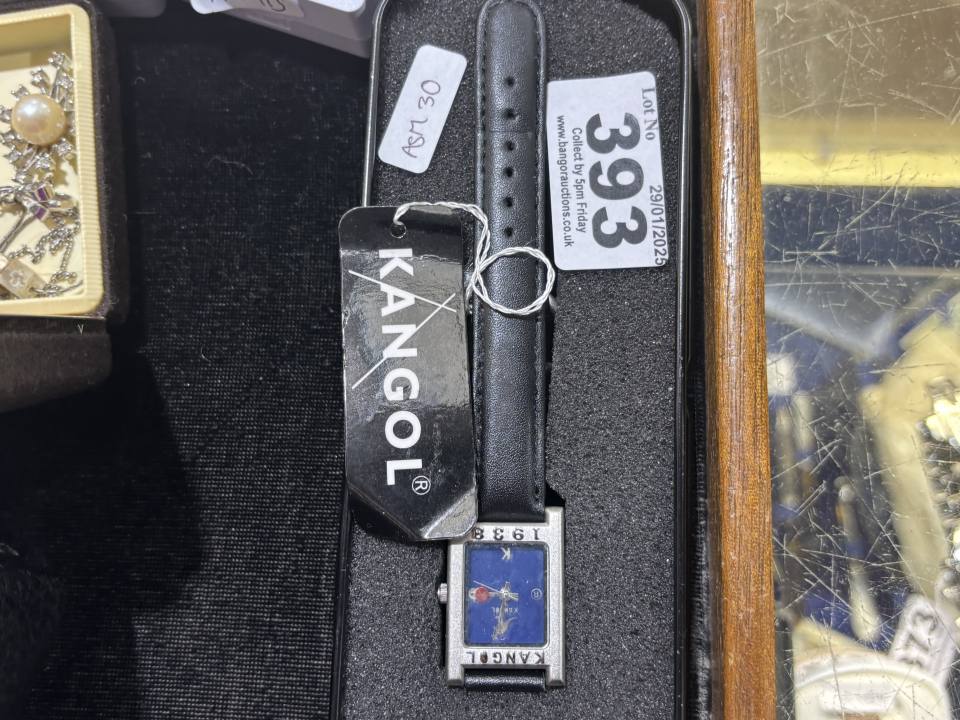 ASM 30
Lot No
393
29/01/2025
Collect by 5pm Friday
www.bangorauctions.co.uk
KANGOL®
1938
K
®
KANGOL
373